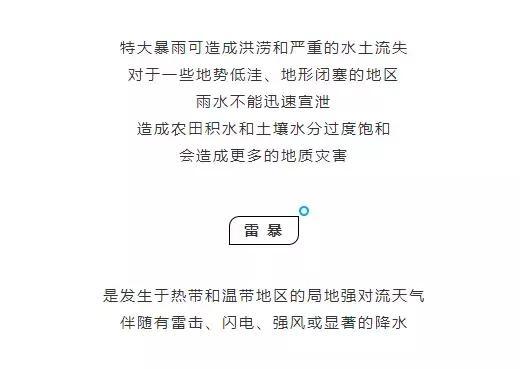 特大暴雨可造成洪涝和严重的水土流失
对于一些地势低洼、地形闭塞的地区
雨水不能迅速宣泄
造成农田积水和土壤水分过度饱和
会造成更多的地质灾害
雷暴
是发生于热带和温带地区的局地强对流天气
伴随有雷击、闪电、强风或显著的降水